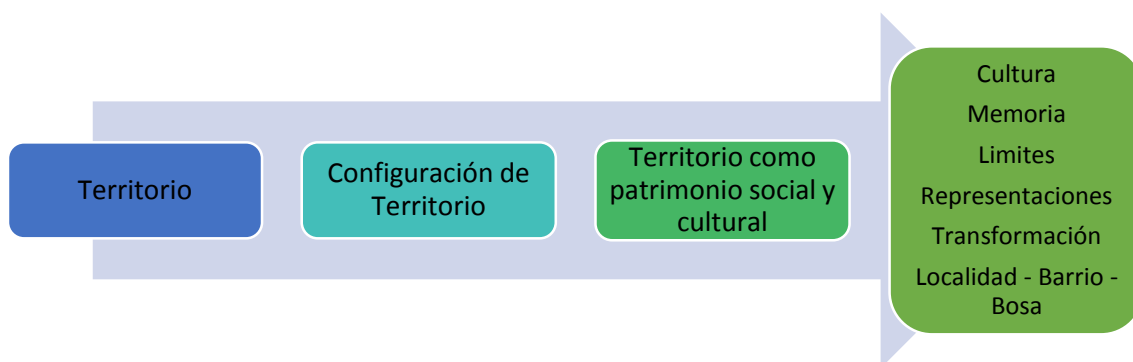 Territorio
Configuración de
Territorio
Territorio como
patrimonio social y
cultural
Cultura
Memoria
Limites
Representaciones
Transformación
Localidad - Barrio -
Bosa